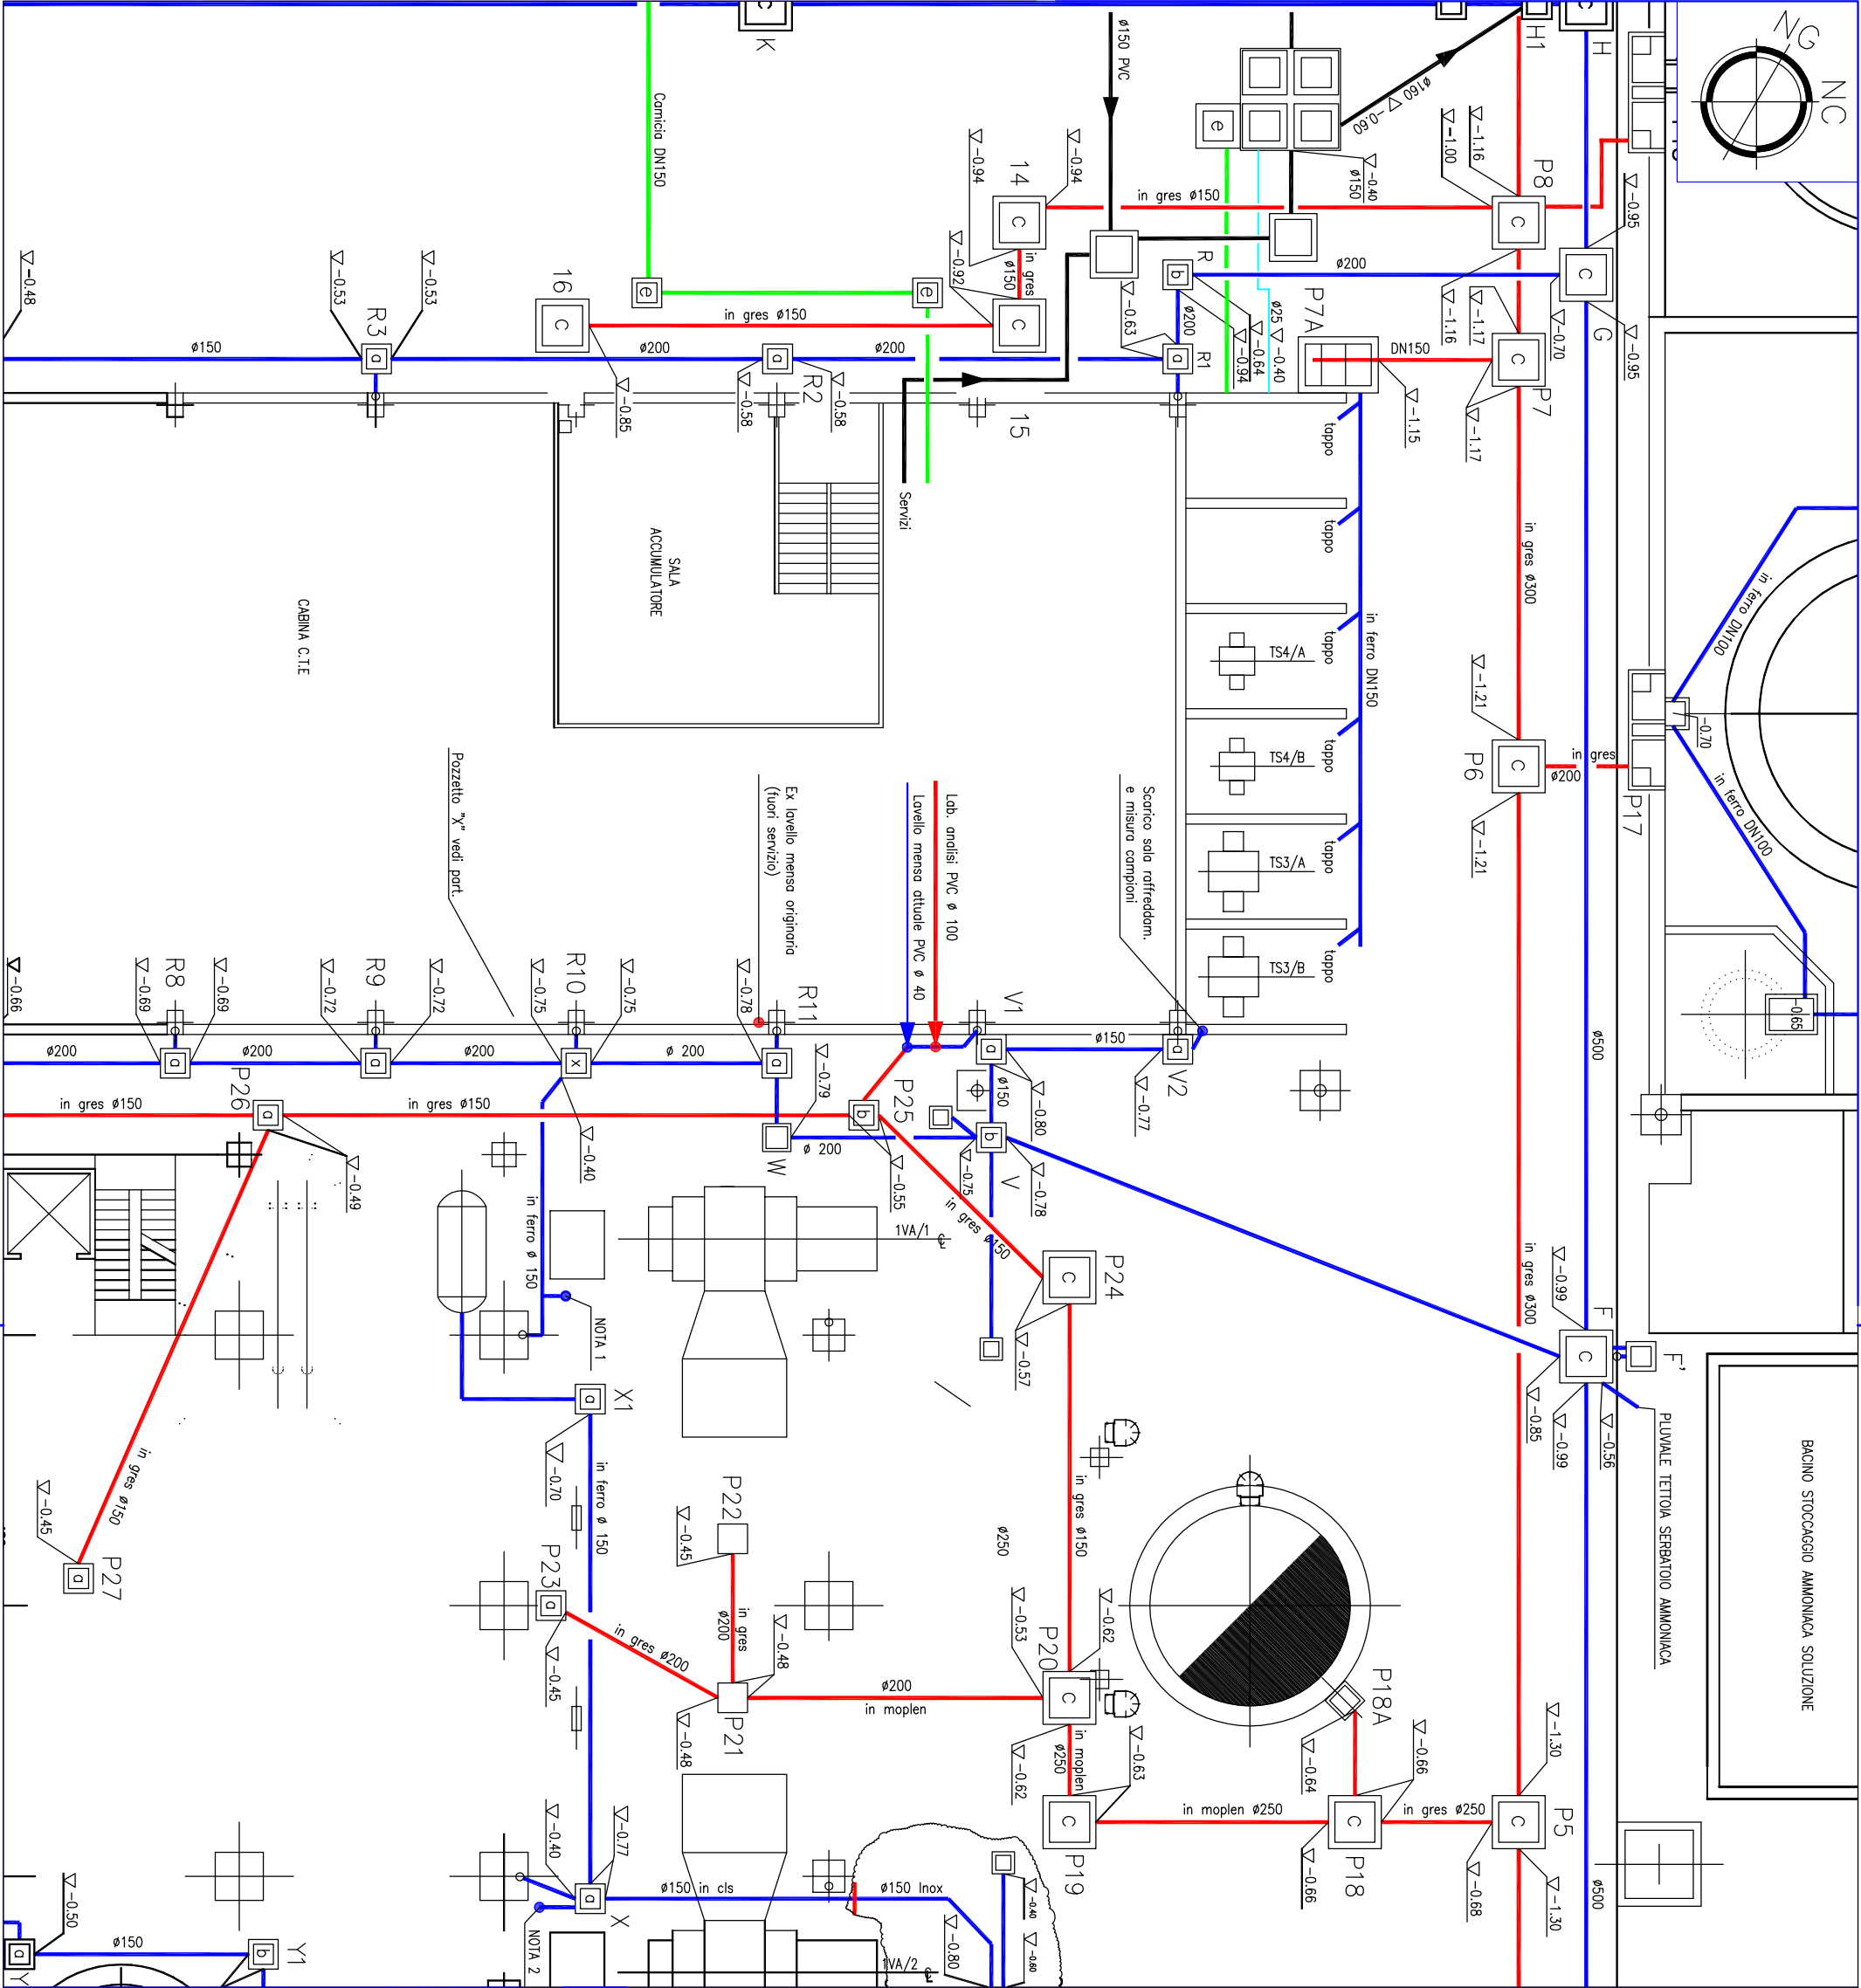 NG
NC
H
H1
C
C
K
Camicia DN150
ø150 PVC
ø160 ▽-0.60
▽-0.40
ø150
e
▽-1.16
▽-1.00
P8
C
▽-0.95
▽-0.94
▽-0.94
14
C
in gres ø150
▽-0.92
in gres
ø150
C
15
R
b
ø200
C
G
▽-0.95
▽-0.70
▽-1.16
▽-1.17
P7
C
▽-1.17
DN150
▽-1.15
P7A
ø25 ▽-0.40
▽-0.64
▽-0.94
▽-0.63
ø200
R1
a
▽-0.48
▽-0.53
▽-0.53
R3
a
ø150
ø200
16
C
e
e
in gres ø150
▽-0.85
R2
a
ø200
▽-0.58
▽-0.58
Servizi
SALA
ACCUMULATORE
CABINA C.T.E
tappo
tappo
tappo
tappo
tappo
tappo
in ferro DN150
TS4/A
TS4/B
TS3/A
TS3/B
in gres ø300
▽-1.21
P6
C
▽-1.21
in gres
ø200
P17
in ferro DN100
-0.70
in ferro DN100
-0.65
ø500
Pozzetto "X" vedi part.
Ex lavello mensa originaria
(fuori servizio)
Lavello mensa attuale PVC ø 40
Lab. analisi PVC ø 100
Scarico sala raffreddam.
e misura campioni
▽-0.66
▽-0.69
R8
▽-0.69
▽-0.72
R9
▽-0.72
▽-0.75
R10
▽-0.75
▽-0.78
R11
V1
V2
ø200
a
ø200
a
ø200
x
ø 200
a
a
ø150
a
▽-0.79
▽-0.80
▽-0.77
ø150
P26
in gres ø150
a
in gres ø150
P25
b
W
ø 200
b
V
▽-0.75
▽-0.78
▽-0.55
▽-0.49
▽-0.40
in ferro ø 150
in gres ø150
1VA/1
P24
C
▽-0.57
NOTA 1
in gres ø300
▽-0.99
F
C
F'
▽-0.85
▽-0.99
▽-0.56
PLUVIALE TETTOIA SERBATOIO AMMONIACA
BACINO STOCCAGGIO AMMONIACA SOLUZIONE
X1
a
▽-0.70
in ferro ø 150
in gres ø150
▽-0.45
P27
a
P22
▽-0.45
in gres
ø200
P23
a
▽-0.45
in gres ø200
▽-0.48
P21
▽-0.48
ø200
in moplen
ø250
in gres ø150
▽-0.53
▽-0.62
P20
C
▽-0.62
in moplen
ø250
▽-0.63
P19
C
in moplen ø250
P18A
▽-0.64
▽-0.66
P18
C
▽-0.66
in gres ø250
▽-1.30
P5
C
▽-0.68
▽-1.30
ø500
▽-0.40
▽-0.77
a
X
ø150 in cls
ø150 Inox
▽-0.80
▽-0.40
▽-0.60
NOTA 2
1VA/2
▽-0.50
a
Y
ø150
b
Y1